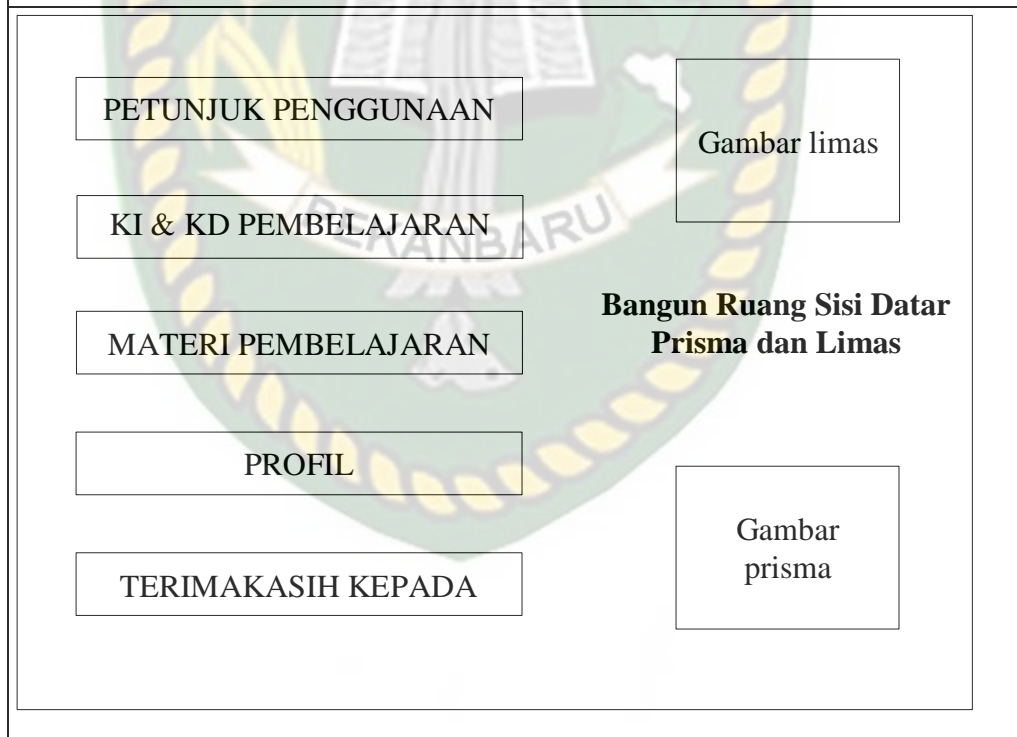 PETUNJUK PENGGUNAAN
KI & KD PEMBELAJARAN
MATERI PEMBELAJARAN
PROFIL
TERIMAKASIH KEPADA
Gambar limas
Bangun Ruang Sisi Datar
Prisma dan Limas
Gambar
prisma
PEKANBARU